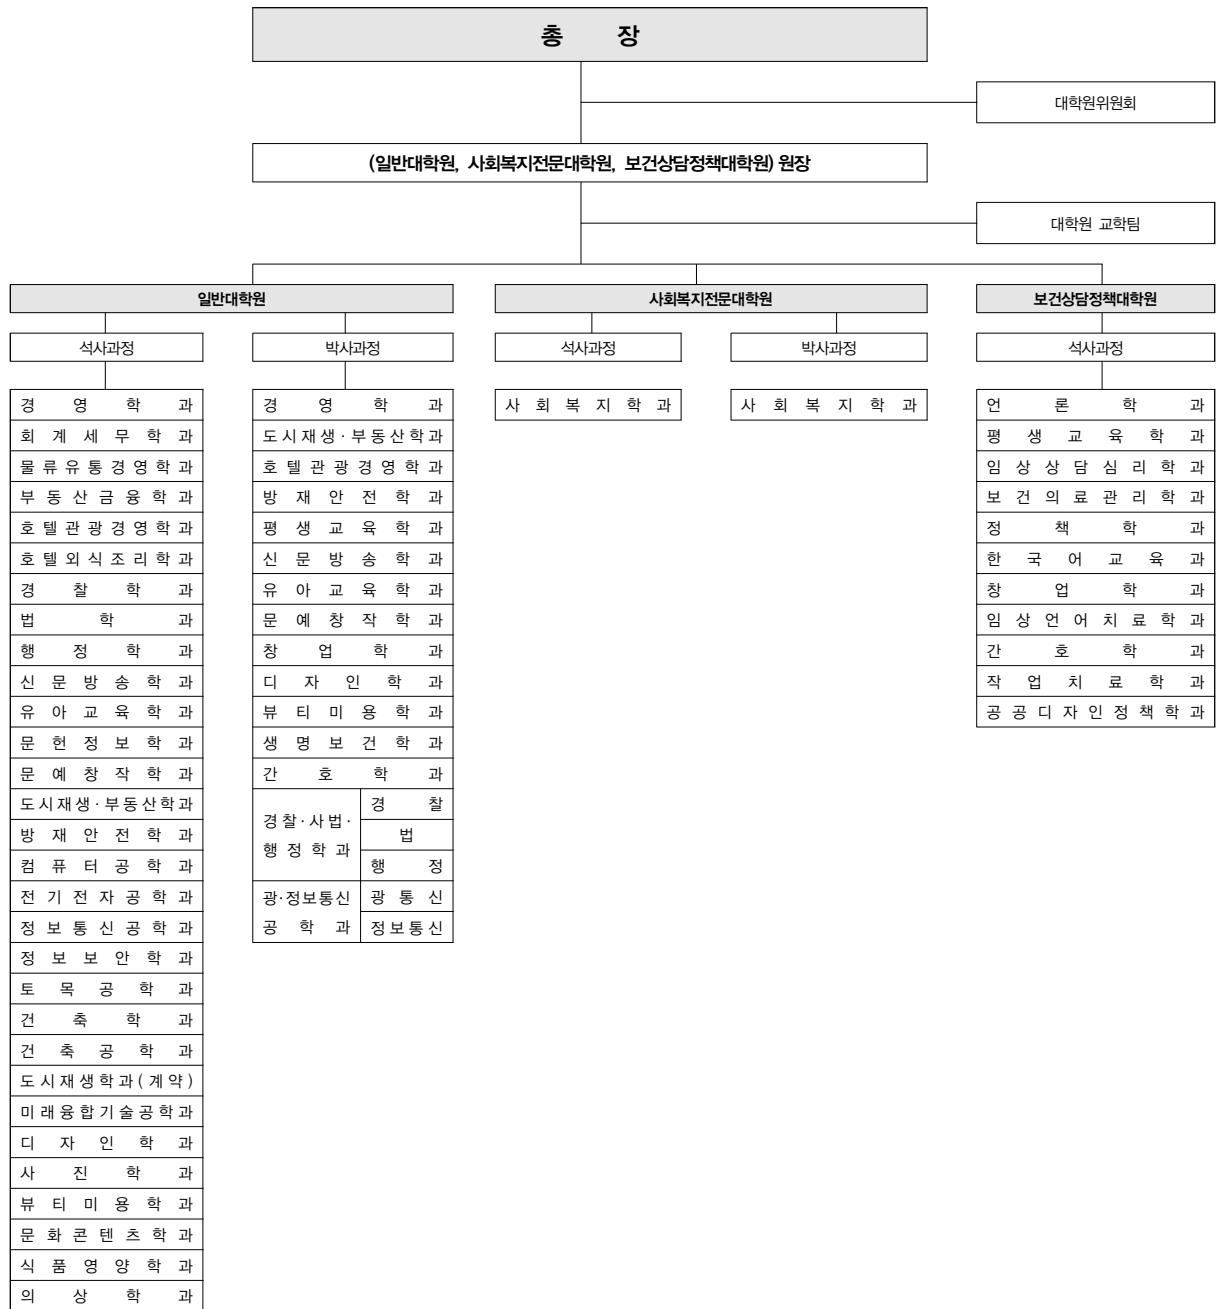 총 장
대학원위원회
(일반대학원, 사회복지전문대학원, 보건상담정책대학원) 원장
대학원 교학팀
일반대학원
석사과정
경영학과
회계세무학과
물류유통경영학과
부동산금융학과
호텔관광경영학과
호텔외식조리학과
경찰학과
법학과
행정학과
신문방송학과
유아교육학과
문헌정보학과
문예창작학과
도시재생·부동산학과
방재안전학과
컴퓨터공학과
전기전자공학과
정보통신공학과
정보보안학과
토목공학과
건축학과
건축공학과
도시재생학과(계약)
미래융합기술공학과
디자인학과
사진학과
뷰티미용학과
문화콘텐츠학과
식품영양학과
의상학과
박사과정
경영학과
도시재생·부동산학과
호텔관광경영학과
방재안전학과
평생교육학과
신문방송학과
유아교육학과
문예창작학과
창업학과
디자인학과
뷰티미용학과
생명보건학과
간호학과
경찰·사법·
행정학과
경찰
법
행정
광·정보통신
공학과
광통신
정보통신
사회복지전문대학원
석사과정
사회복지학과
박사과정
사회복지학과
보건상담정책대학원
석사과정
언론학과
평생교육학과
임상상담심리학과
보건의료관리학과
정책학과
한국어교육과
창업학과
임상언어치료학과
간호학과
작업치료학과
공공디자인정책학과